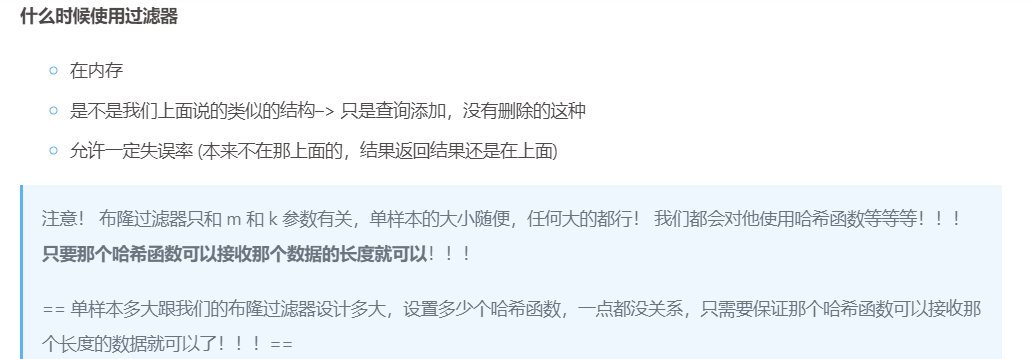 什么时候使用过滤器
在内存
是不是我们上面说的类似的结构–> 只是查询添加，没有删除的这种
允许一定失误率 (本来不在那上面的，结果返回结果还是在上面)
注意！ 布隆过滤器只和 m 和 k 参数有关，单样本的大小随便，任何大的都行！ 我们都会对他使用哈希函数等等等！！！
只要那个哈希函数可以接收那个数据的长度就可以！！！
== 单样本多大跟我们的布隆过滤器设计多大，设置多少个哈希函数，一点都没关系，只需要保证那个哈希函数可以接收那
个长度的数据就可以了！！！==